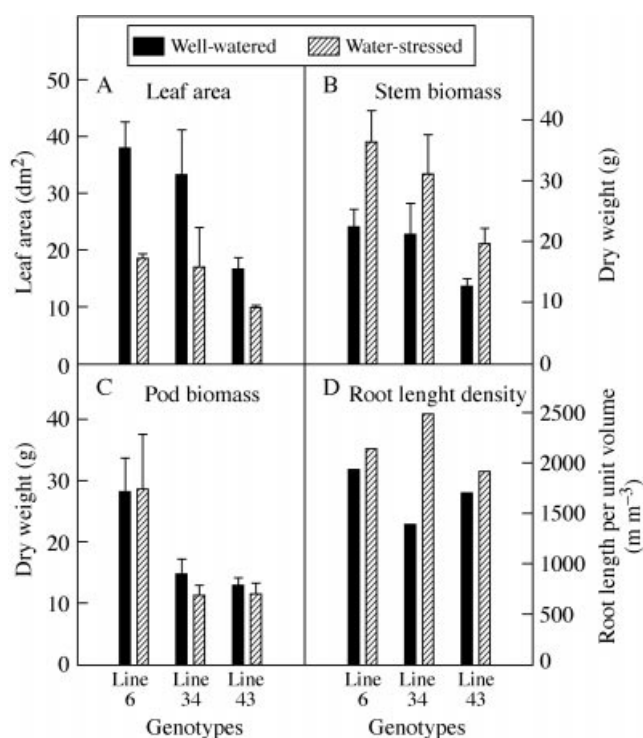 Well-watered
Water-stressed
A
Leaf area
Leaf area (dm²)
50
40
30
20
10
0
B
Stem biomass
40
30
20
10
0
Dry weight (g)
C
Pod biomass
Dry weight (g)
40
30
20
10
0
D
Root lenght density
2500
2000
1000
1000
500
0
Root length per unit volume
(m m⁻³)
Line 6
Line 34
Line 43
Genotypes
Line 6
Line 34
Line 43
Genotypes